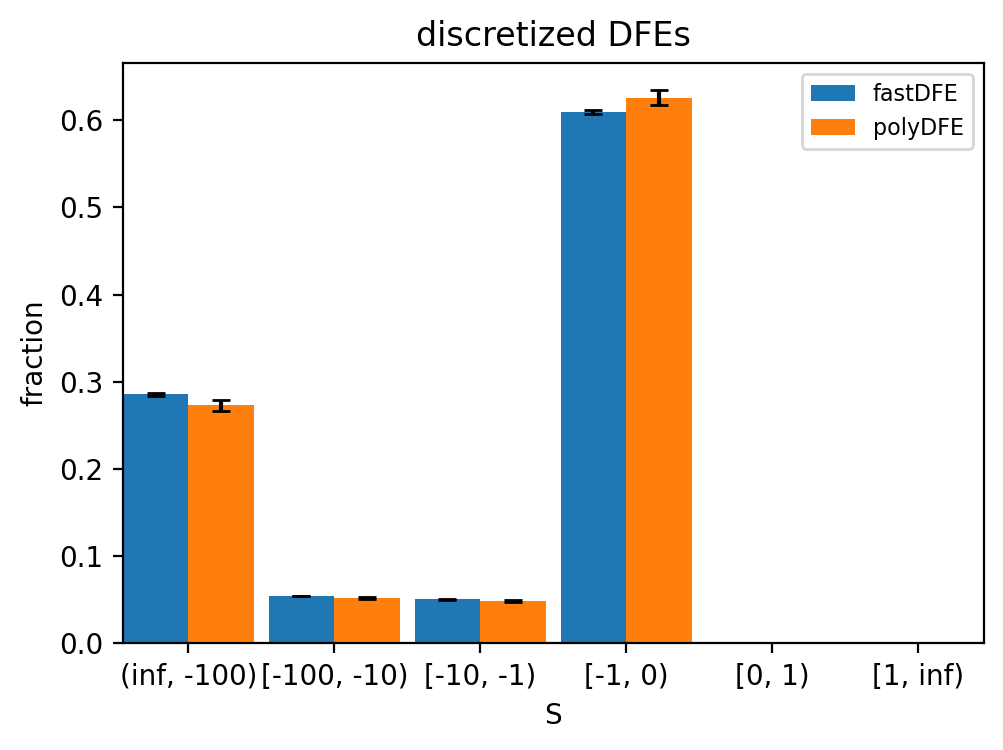 discretized DFEs
fastDFE
polyDFE
fraction
0.6
0.5
0.4
0.3
0.2
0.1
0.0
(inf, -100) [-100, -10) [-10, -1) [-1, 0) [0, 1) [1, inf)
S